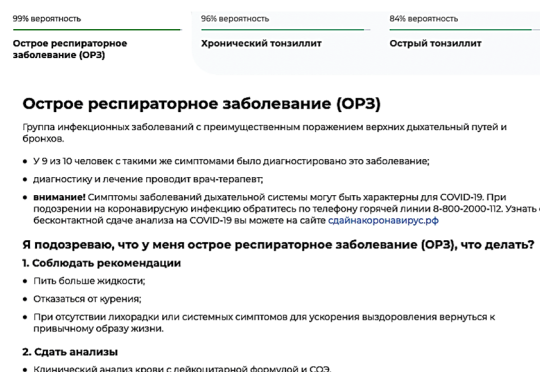 99% вероятность
96% вероятность
84% вероятность
Острое респираторное
заболевание (ОРЗ)
Хронический тонзиллит
Острый тонзиллит
Острое респираторное заболевание (ОРЗ)
Группа инфекционных заболеваний с преимущественным поражением верхних дыхательный путей и
бронхов.
• У 9 из 10 человек с такими же симптомами было диагностировано это заболевание;
• диагностику и лечение проводит врач-терапевт;
• внимание! Симптомы заболеваний дыхательной системы могут быть характерны для COVID-19. При
подозрении на коронавирусную инфекцию обратитесь по телефону горячей линии 8-800-2000-112. Узнать о
бесконтактной сдаче анализа на COVID-19 вы можете на сайте сдайнакоронавирус.рф
Я подозреваю, что у меня острое респираторное заболевание (ОРЗ), что делать?
1. Соблюдать рекомендации
• Пить больше жидкости;
• Отказаться от курения;
• При отсутствии лихорадки или системных симптомов для ускорения выздоровления вернуться к
привычному образу жизни.
2. Сдать анализы
• Клинический анализ крови с лейкоцитарной формулой и СОЭ.